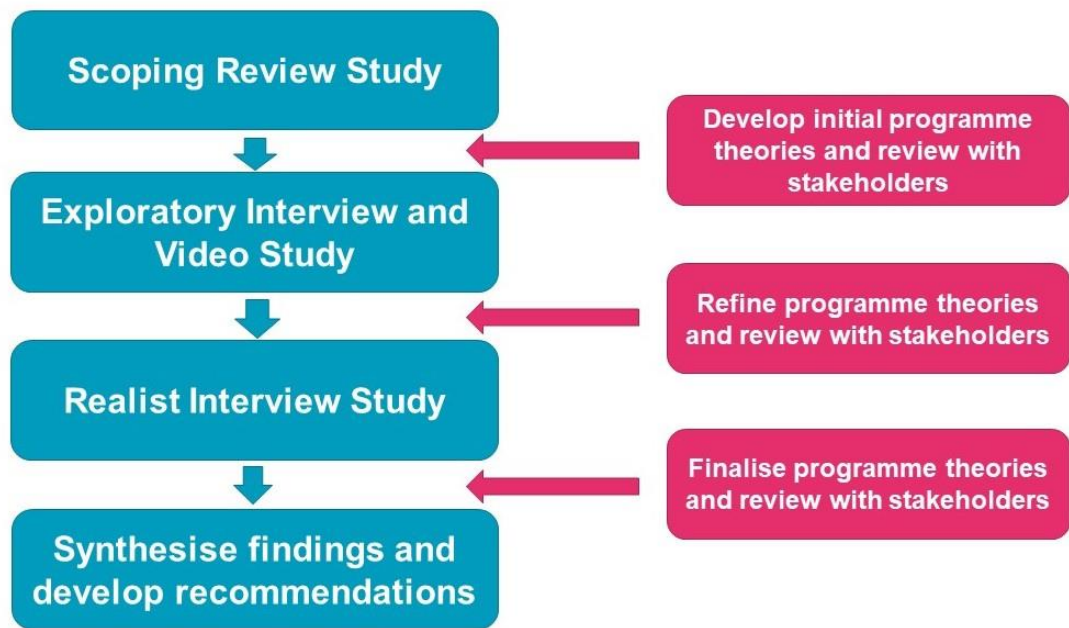 Scoping Review Study
Develop initial programme
theories and review with
stakeholders
Exploratory Interview and
Video Study
Refine programme theories
and review with stakeholders
Realist Interview Study
Finalise programme theories
and review with stakeholders
Synthesise findings and
develop recommendations